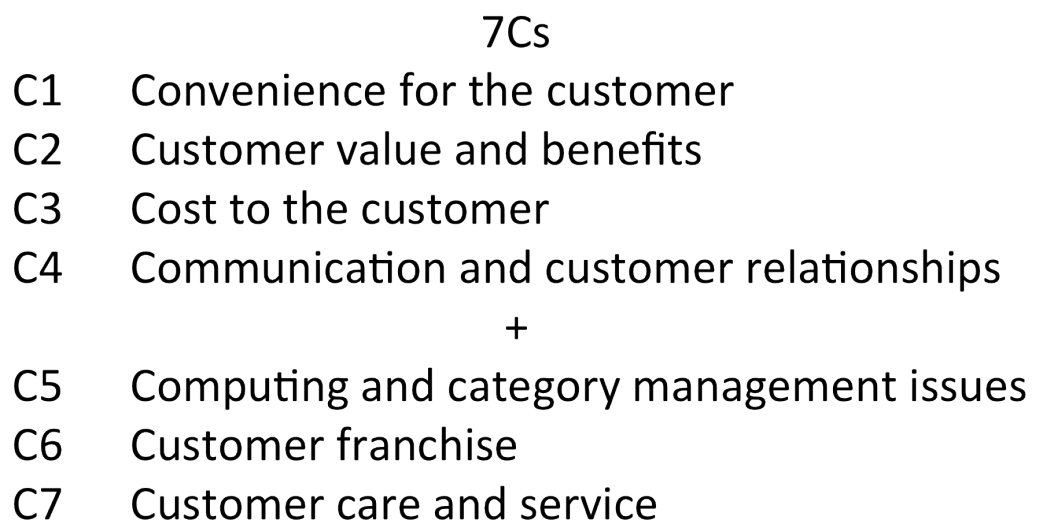 7Cs
C1 Convenience for the customer
C2 Customer value and benefits
C3 Cost to the customer
C4 Communication and customer relationships
+
C5 Computing and category management issues
C6 Customer franchise
C7 Customer care and service